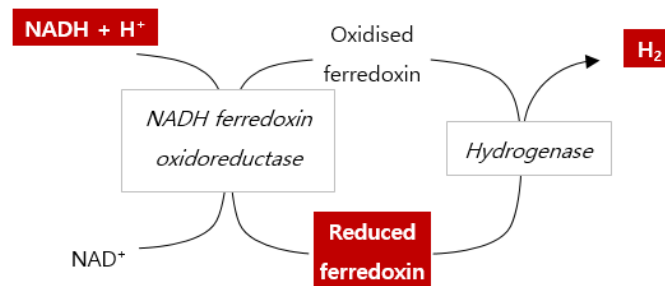 NADH + H⁺
Oxidised
ferredoxin
H₂
NADH ferredoxin
oxidoreductase
Hydrogenase
NAD⁺
Reduced
ferredoxin